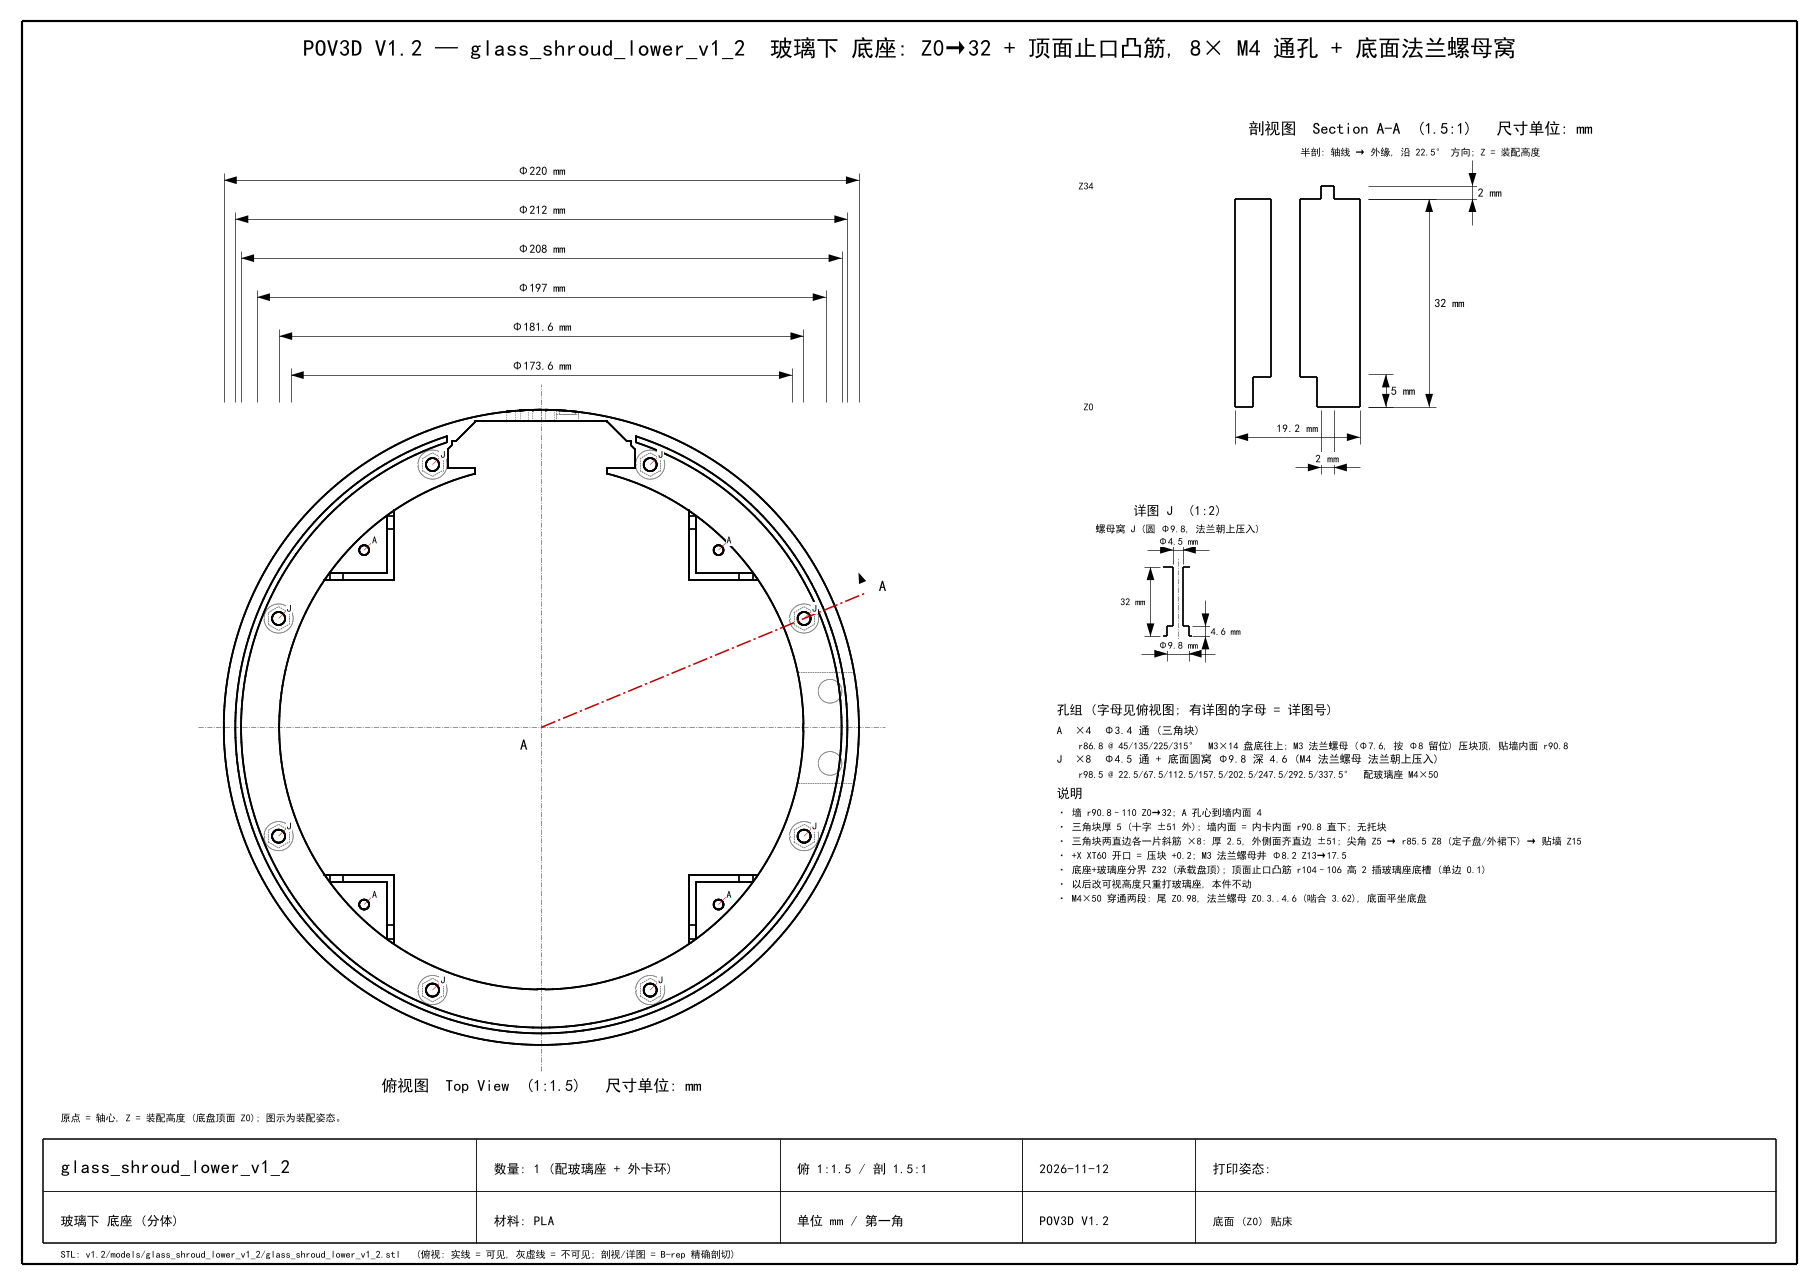 POV3D V1.2 — glass_shroud_lower_v1_2  玻璃下 底座: Z0→32 + 顶面止口凸筋, 8× M4 通孔 + 底面法兰螺母窝
剖视图  Section A-A  (1.5:1)   尺寸单位: mm
半剖: 轴线 → 外缘, 沿 22.5° 方向; Z = 装配高度
Φ220 mm
Φ212 mm
Φ208 mm
Φ197 mm
Φ181.6 mm
Φ173.6 mm
Z34
2 mm
32 mm
5 mm
Z0
19.2 mm
2 mm
J
J
A
A
J
J
A
A
J
J
A
A
J
J
俯视图  Top View  (1:1.5)   尺寸单位: mm
详图 J  (1:2)
螺母窝 J (圆 Φ9.8, 法兰朝上压入)
Φ4.5 mm
32 mm
4.6 mm
Φ9.8 mm
孔组 (字母见俯视图; 有详图的字母 = 详图号)
A  ×4  Φ3.4 通 (三角块)
r86.8 @ 45/135/225/315°  M3×14 盘底往上; M3 法兰螺母 (Φ7.6, 按 Φ8 留位) 压块顶, 贴墙内面 r90.8
J  ×8  Φ4.5 通 + 底面圆窝 Φ9.8 深 4.6 (M4 法兰螺母 法兰朝上压入)
r98.5 @ 22.5/67.5/112.5/157.5/202.5/247.5/292.5/337.5°  配玻璃座 M4×50
说明
· 墙 r90.8–110 Z0→32; A 孔心到墙内面 4
· 三角块厚 5 (十字 ±51 外); 墙内面 = 内卡内面 r90.8 直下; 无托块
· 三角块两直边各一片斜筋 ×8: 厚 2.5, 外侧面齐直边 ±51; 尖角 Z5 → r85.5 Z8 (定子盘/外裙下) → 贴墙 Z15
· +X XT60 开口 = 压块 +0.2; M3 法兰螺母井 Φ8.2 Z13→17.5
· 底座+玻璃座分界 Z32 (承载盘顶); 顶面止口凸筋 r104–106 高 2 插玻璃座底槽 (单边 0.1)
· 以后改可视高度只重打玻璃座, 本件不动
· M4×50 穿通两段: 尾 Z0.98, 法兰螺母 Z0.3..4.6 (啮合 3.62), 底面平坐底盘
原点 = 轴心, Z = 装配高度 (底盘顶面 Z0); 图示为装配姿态。
glass_shroud_lower_v1_2
数量: 1 (配玻璃座 + 外卡环)
俯 1:1.5 / 剖 1.5:1
2026-11-12
打印姿态:
玻璃下 底座 (分体)
材料: PLA
单位 mm / 第一角
POV3D V1.2
底面 (Z0) 贴床
STL: v1.2/models/glass_shroud_lower_v1_2/glass_shroud_lower_v1_2.stl  (俯视: 实线 = 可见, 灰虚线 = 不可见; 剖视/详图 = B-rep 精确剖切)